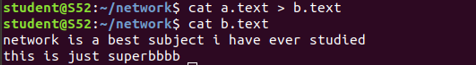 student@S52:~/network$ cat a.text > b.text
student@S52:~/network$ cat b.text
network is a best subject i have ever studied
this is just superbbbb